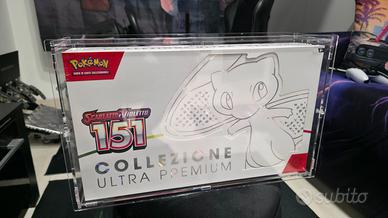 POKÉMON
SCARLATTO E VIOLETTO
151
COLLEZIONE
ULTRA PREMIUM
subito